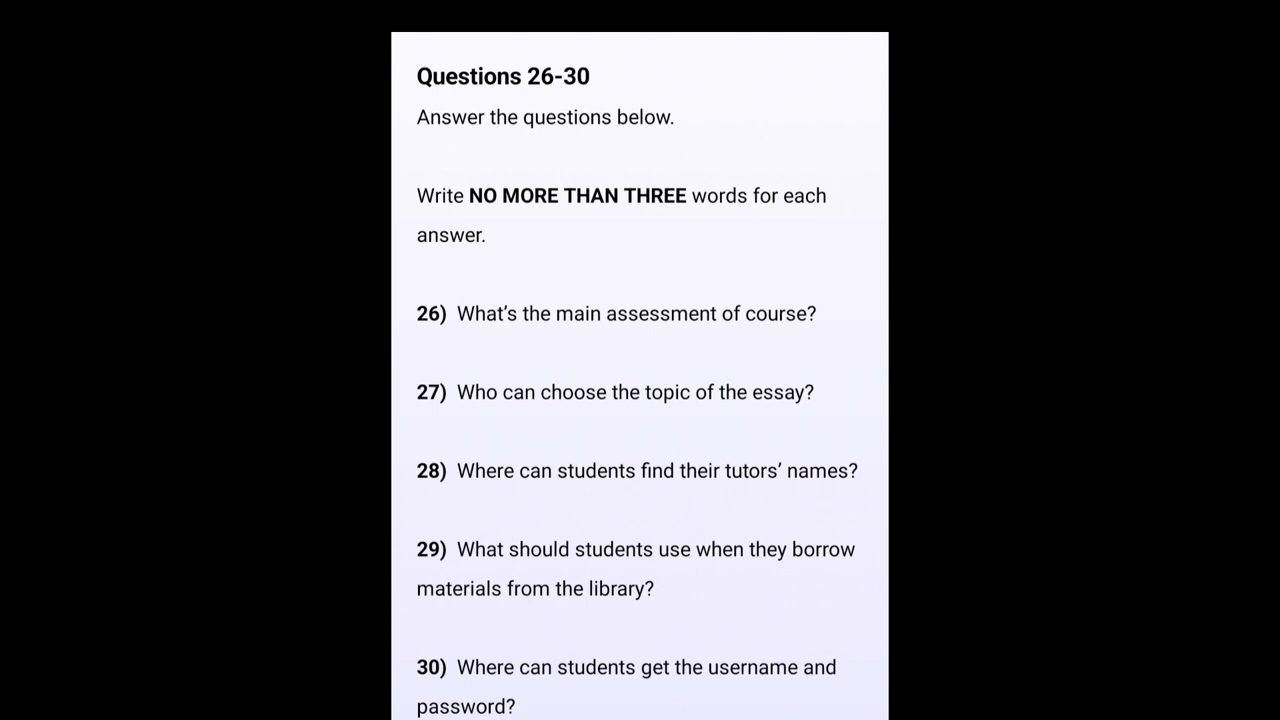 Questions 26-30
Answer the questions below.
Write NO MORE THAN THREE words for each
answer.
26) What's the main assessment of course?
27) Who can choose the topic of the essay?
28) Where can students find their tutors’ names?
29) What should students use when they borrow
materials from the library?
30) Where can students get the username and
password?